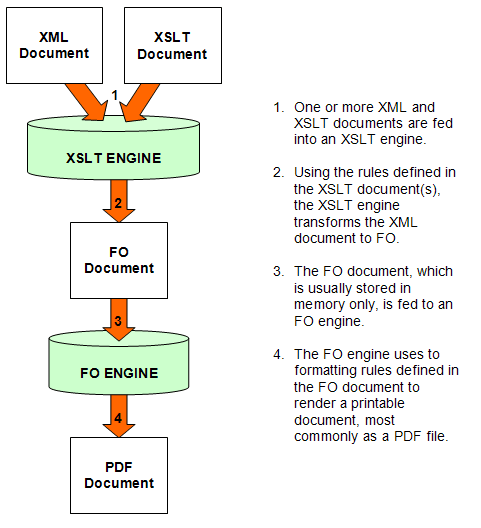 XML
Document
XSLT
Document
1
XSLT ENGINE
2
FO
Document
3
FO ENGINE
4
PDF
Document
1. One or more XML and
XSLT documents are fed
into an XSLT engine.
2. Using the rules defined in
the XSLT document(s),
the XSLT engine
transforms the XML
document to FO.
3. The FO document, which
is usually stored in
memory only, is fed to an
FO engine.
4. The FO engine uses to
formatting rules defined in
the FO document to
render a printable
document, most
commonly as a PDF file.